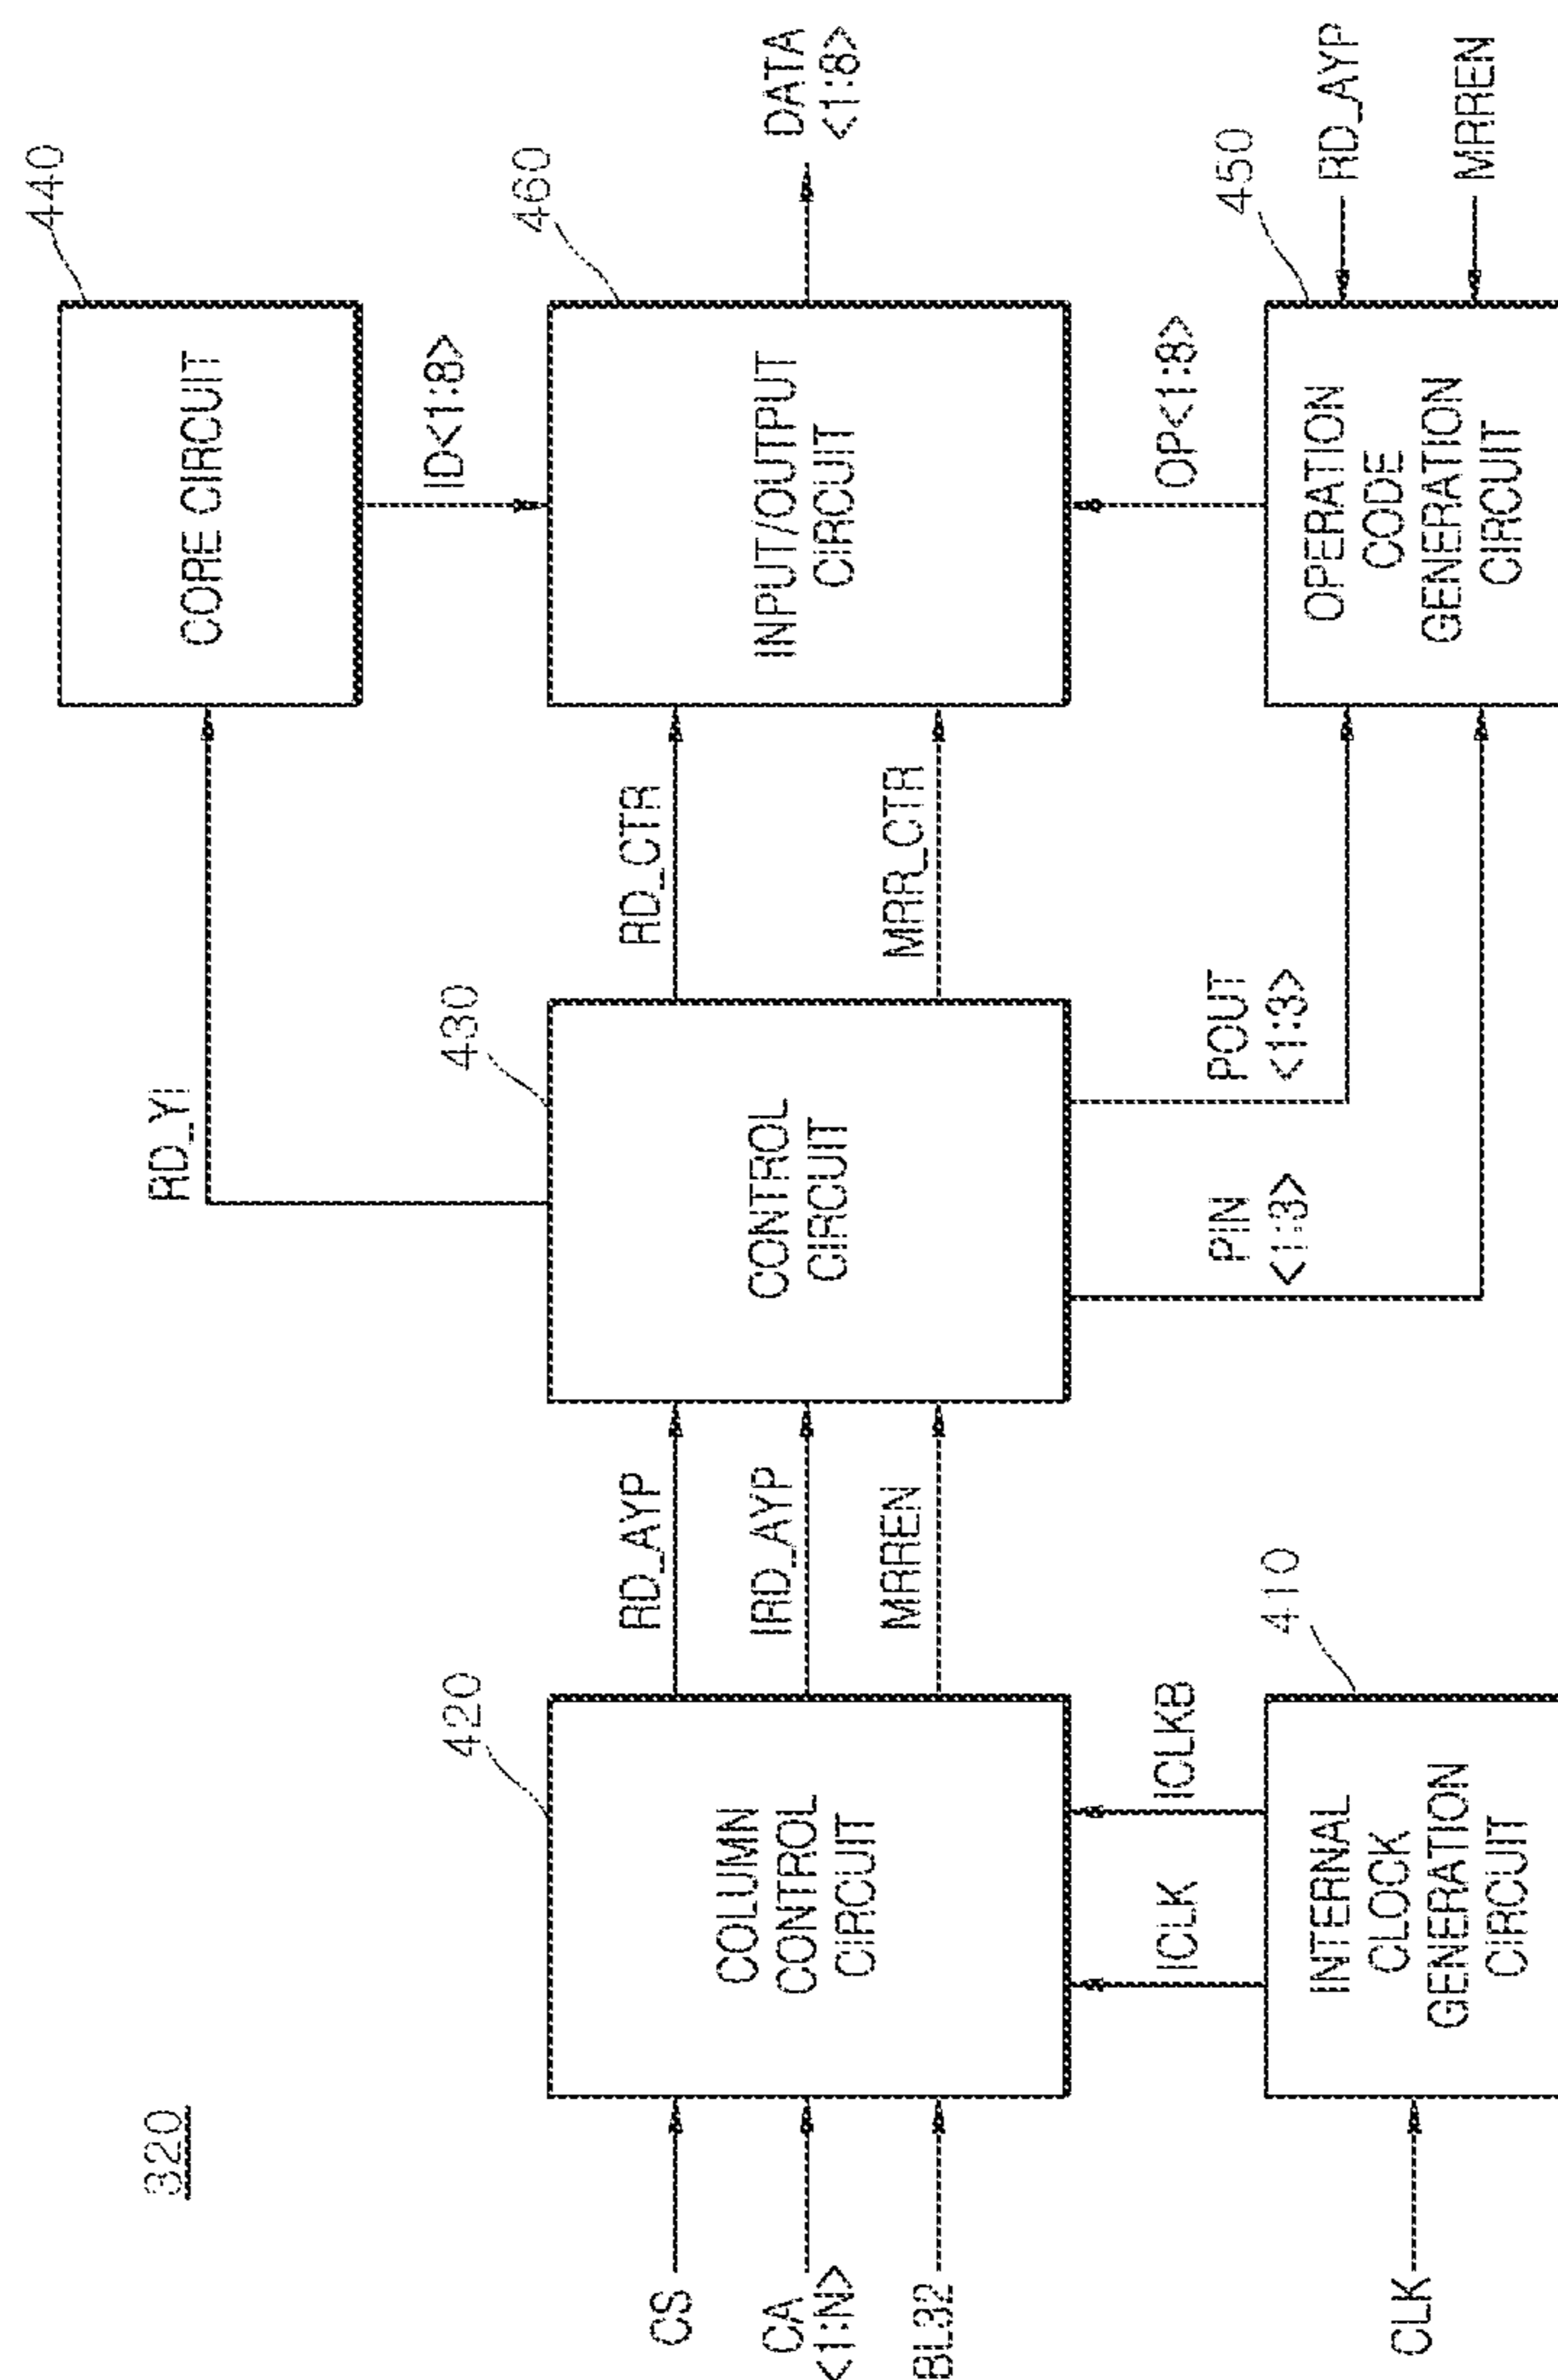 320
440
CORE CIRCUIT
RD_YI
ID<1:8>
CS
CA
<1:N>
BL32
420
COLUMN
CONTROL
CIRCUIT
RD_AYP
IRD_AYP
MRREN
430
CONTROL
CIRCUIT
RD_CTR
MRR_CTR
460
INPUT/OUTPUT
CIRCUIT
DATA
<1:8>
ICLK
ICLKB
PIN
<1:3>
POUT
<1:3>
OP<1:8>
CLK
410
INTERNAL
CLOCK
GENERATION
CIRCUIT
450
OPERATION
CODE
GENERATION
CIRCUIT
RD_AYP
MRREN